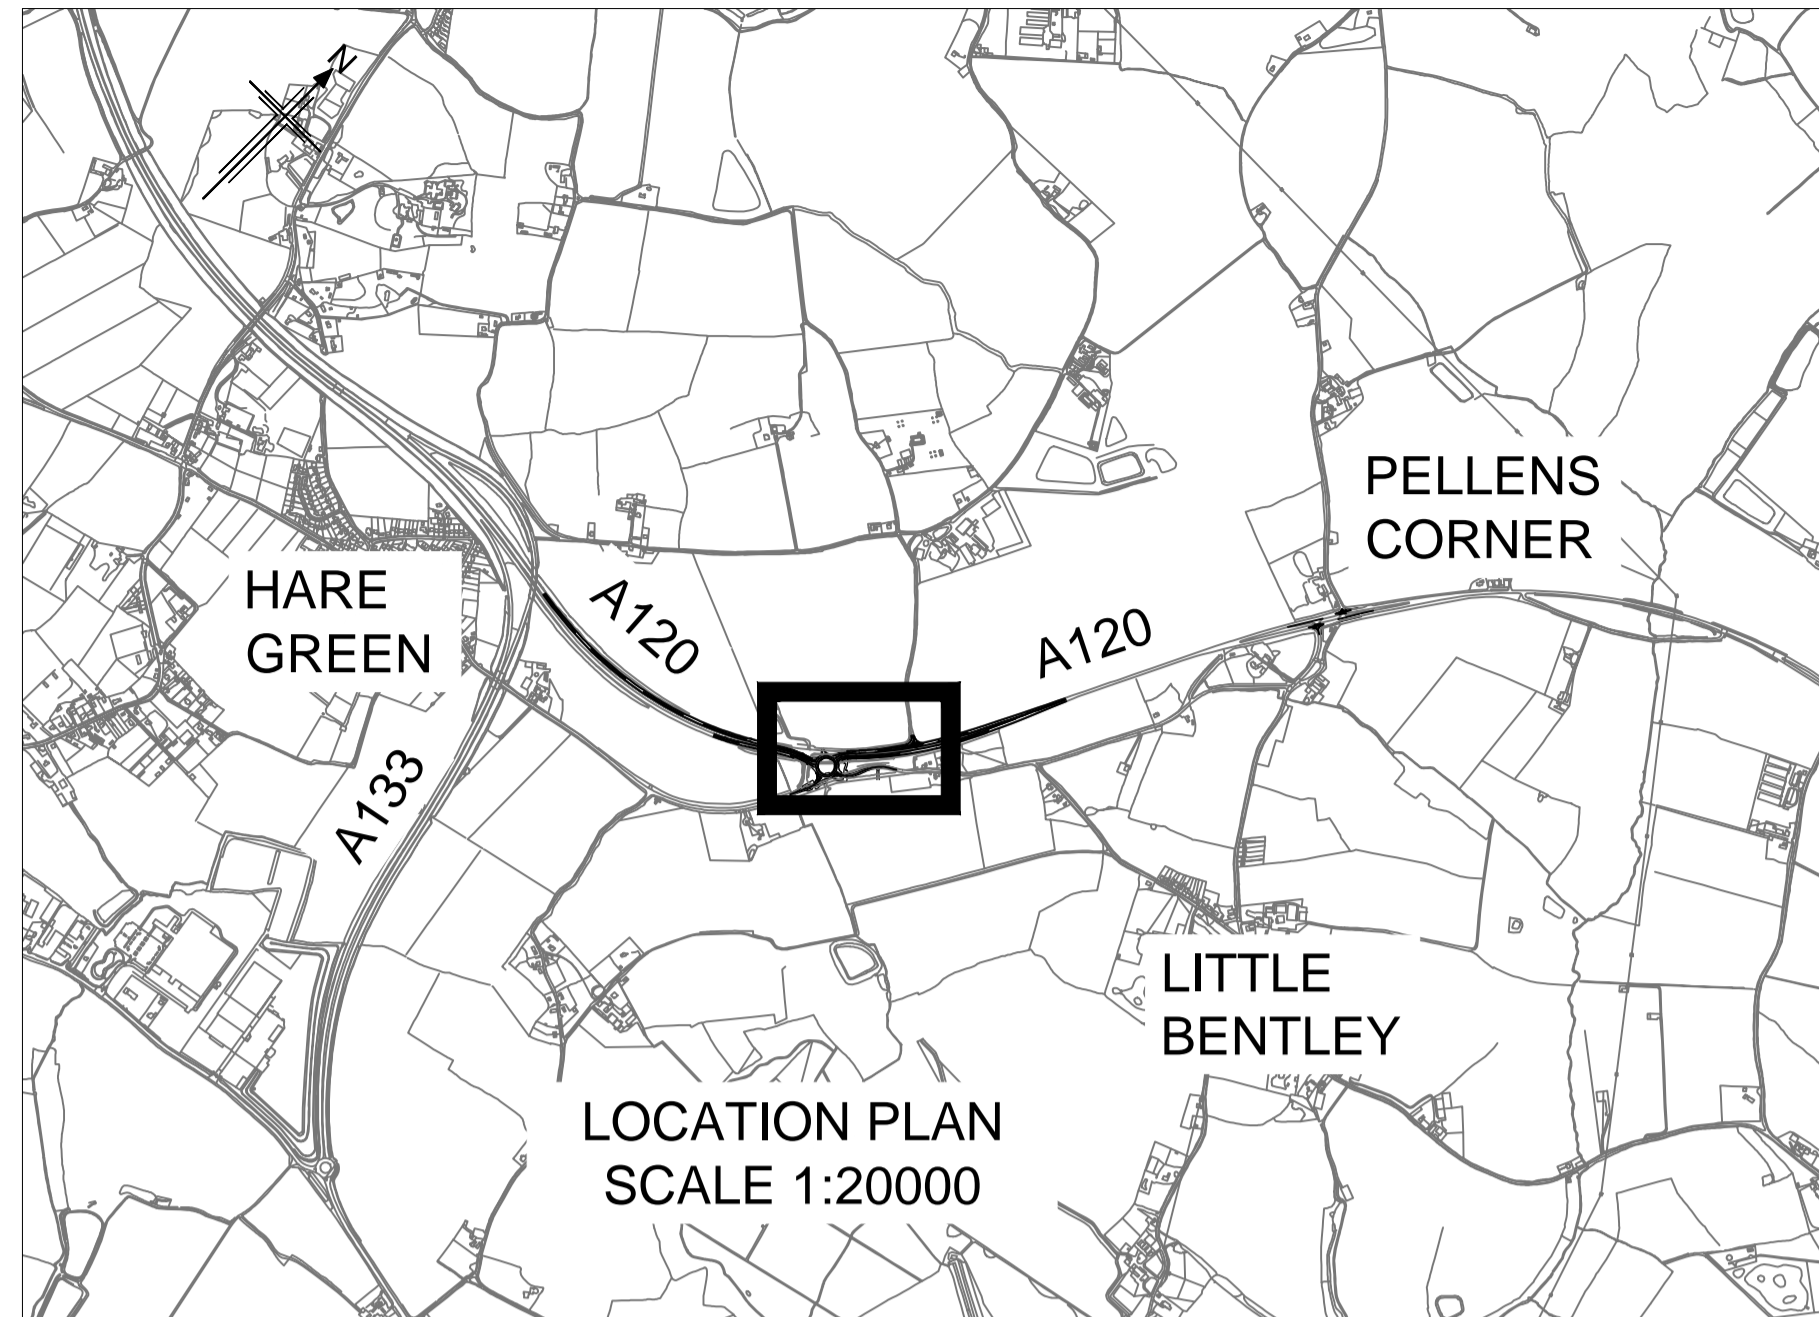 N
PELLENS
CORNER
HARE
GREEN
A120
A120
A133
LITTLE
BENTLEY
LOCATION PLAN
SCALE 1:20000